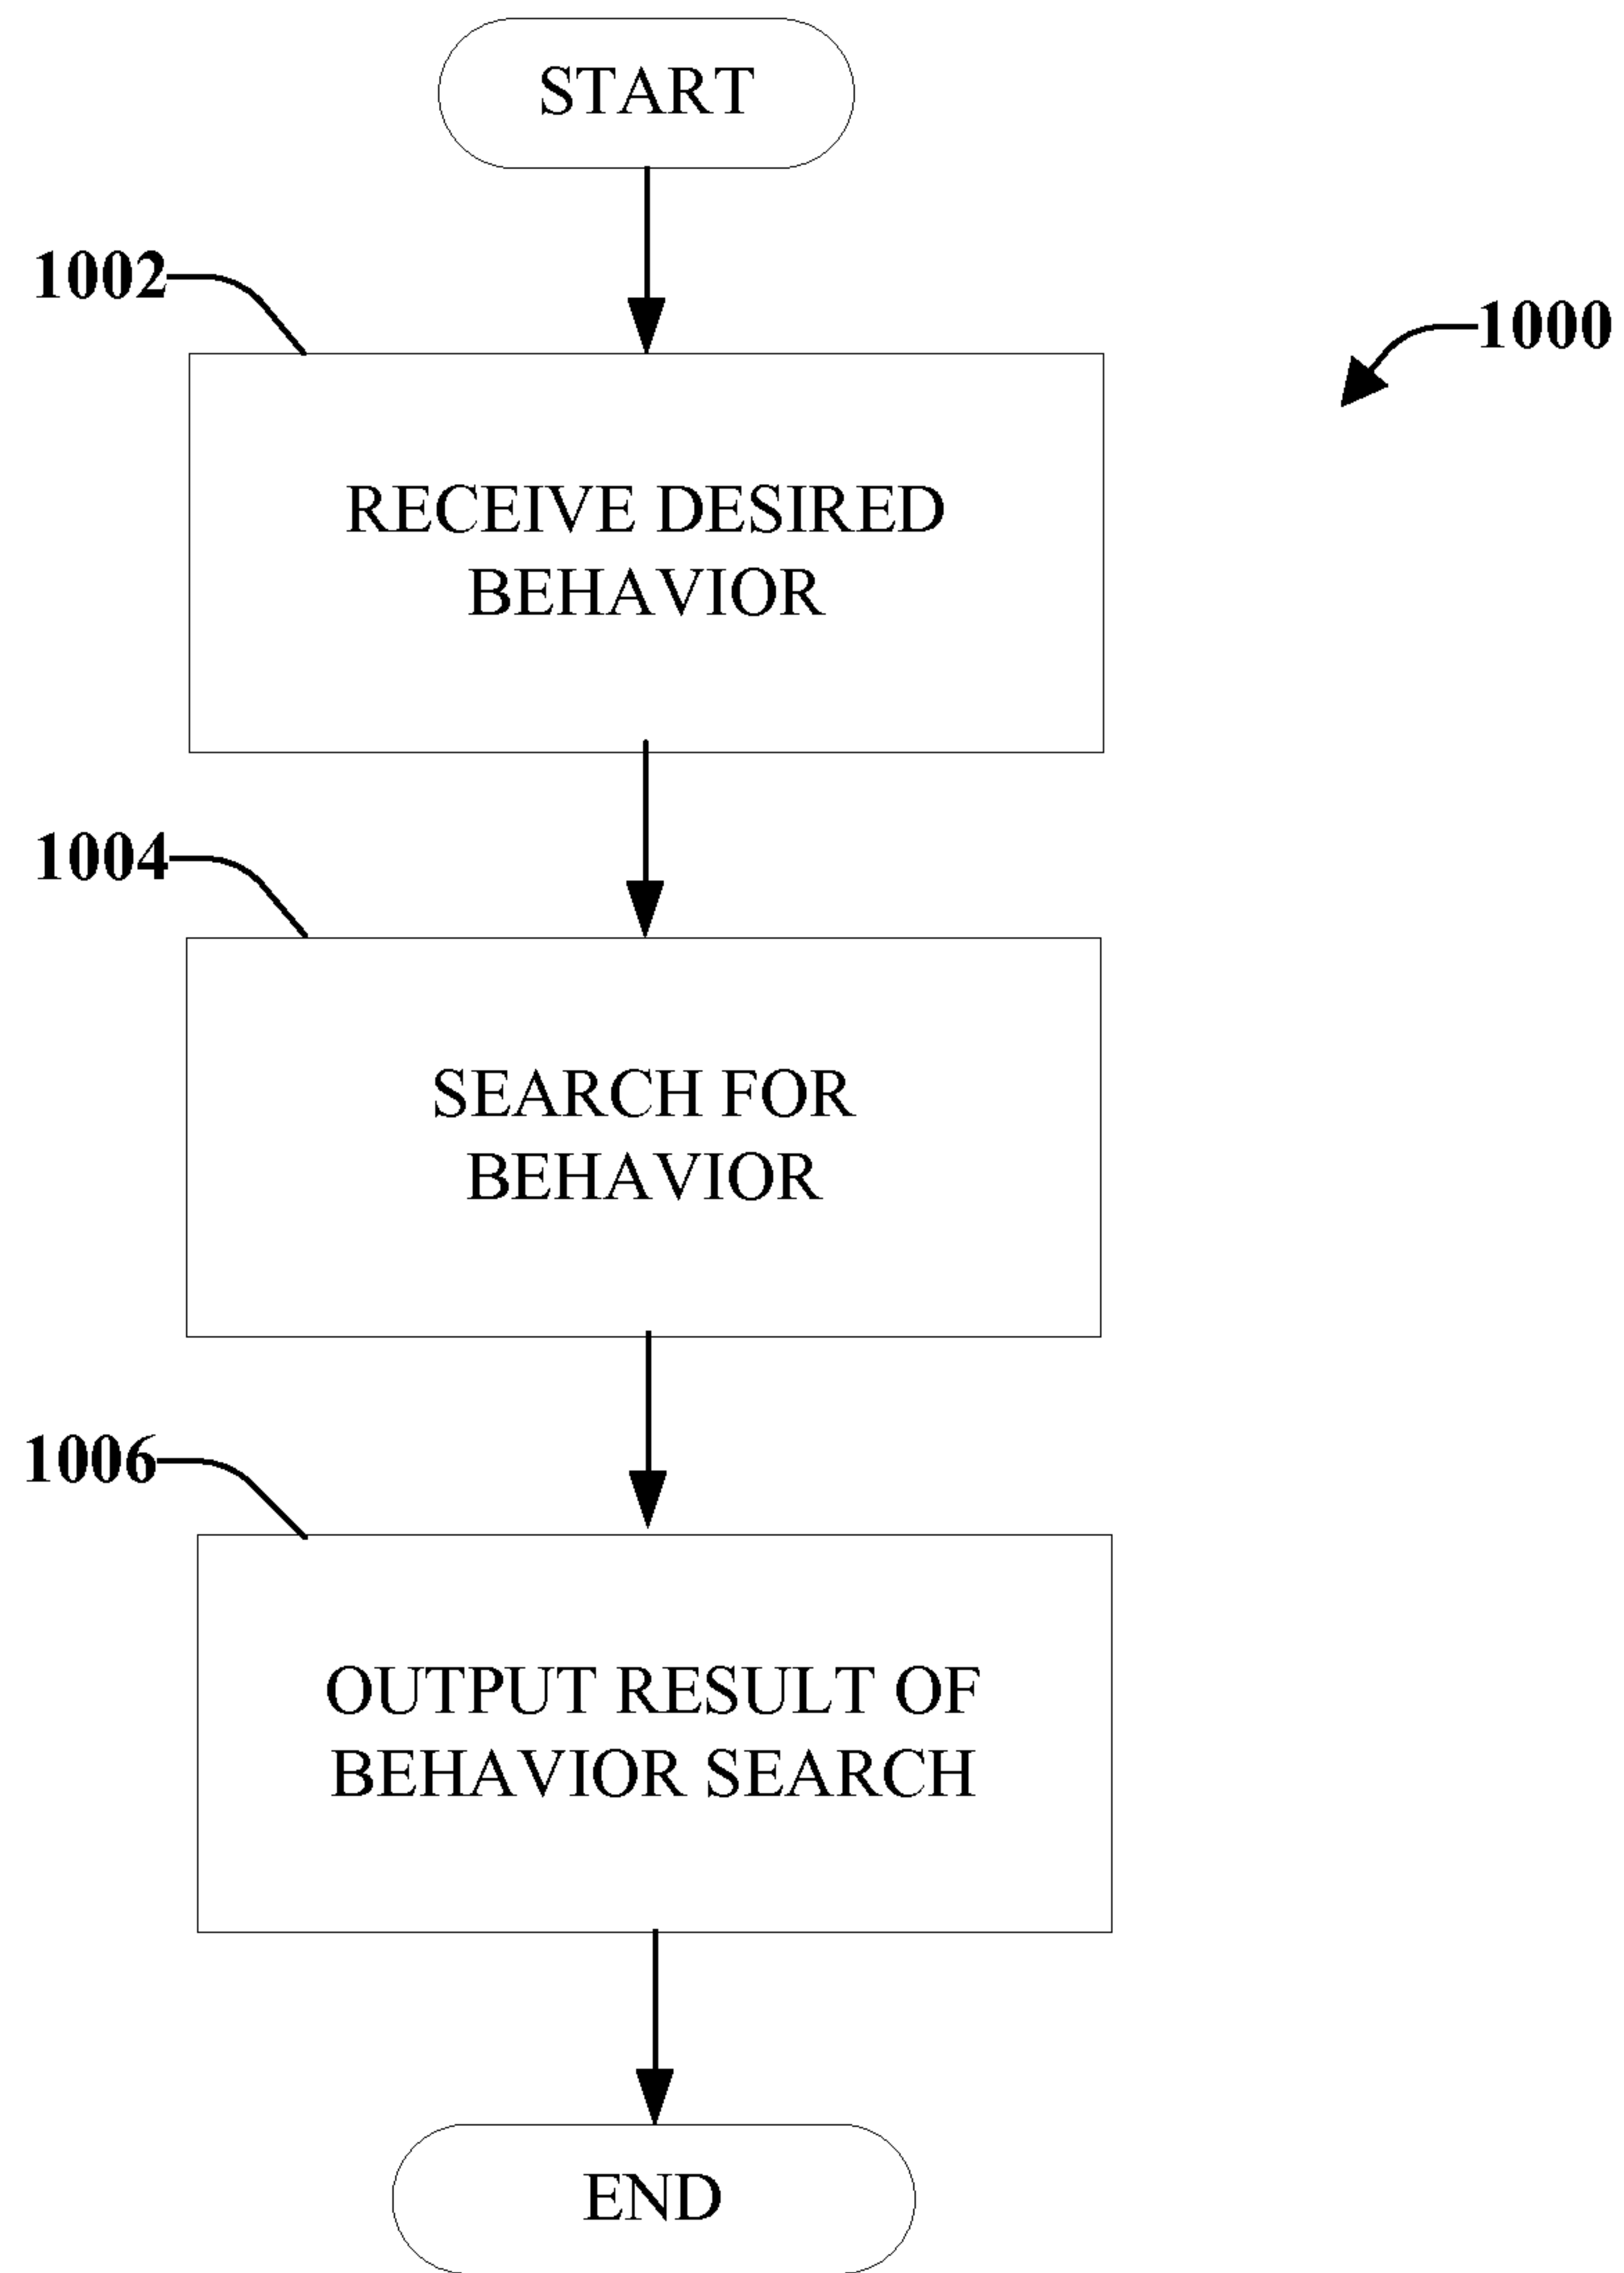 START
1002
1000
RECEIVE DESIRED
BEHAVIOR
1004
SEARCH FOR
BEHAVIOR
1006
OUTPUT RESULT OF
BEHAVIOR SEARCH
END